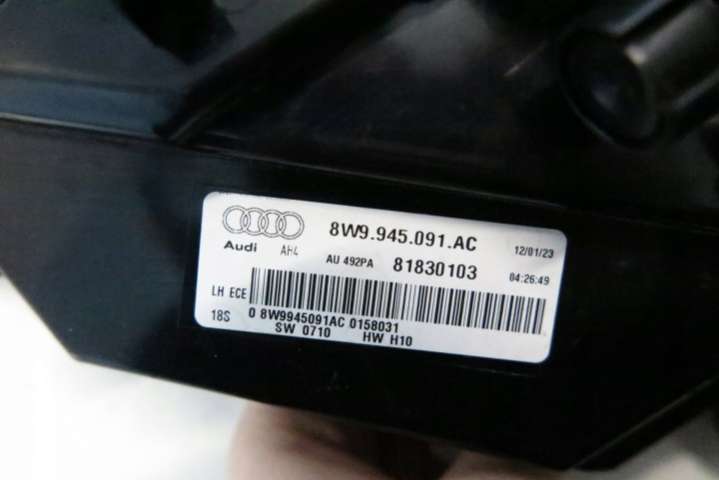 8W9.945.091.AC 12/01/23
Audi AH4 AU 492PA 81830103 04:26:49
LH ECE
18S 0 8W9945091AC 0158031
SW 0710 HW H10